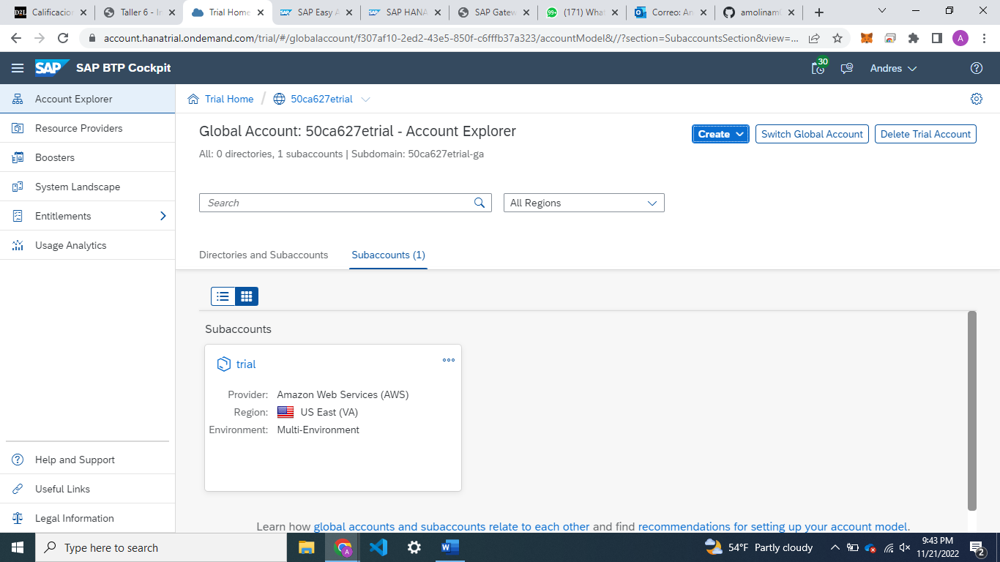 D2L Calificacion
Taller 6 - In
Trial Home
SAP Easy A
SAP HANA
SAP Gatew
99+ (171) What
Correo: An
amolinam0
account.hanatrial.ondemand.com/trial/#/globalaccount/f307af10-2ed2-43e5-850f-c6fffb37a323/accountModel&//?section=SubaccountsSection&view=...
A
SAP SAP BTP Cockpit
30
Andres
Account Explorer
Resource Providers
Boosters
System Landscape
Entitlements
Usage Analytics
Help and Support
Useful Links
Legal Information
Trial Home / 50ca627etrial
Global Account: 50ca627etrial - Account Explorer
Create
Switch Global Account
Delete Trial Account
All: 0 directories, 1 subaccounts | Subdomain: 50ca627etrial-ga
Search
All Regions
Directories and Subaccounts
Subaccounts (1)
Subaccounts
trial
Provider: Amazon Web Services (AWS)
Region: US East (VA)
Environment: Multi-Environment
Learn how global accounts and subaccounts relate to each other and find recommendations for setting up your account model.
Type here to search
54°F Partly cloudy
9:43 PM
11/21/2022
2